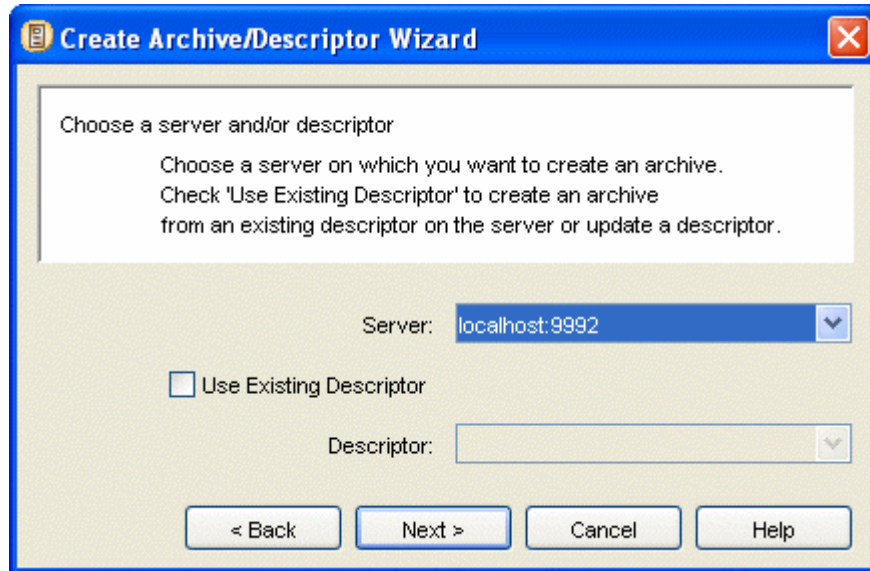 Create Archive/Descriptor Wizard
Choose a server and/or descriptor
Choose a server on which you want to create an archive.
Check 'Use Existing Descriptor' to create an archive
from an existing descriptor on the server or update a descriptor.
Server: localhost:9992
Use Existing Descriptor
Descriptor:
< Back Next > Cancel Help